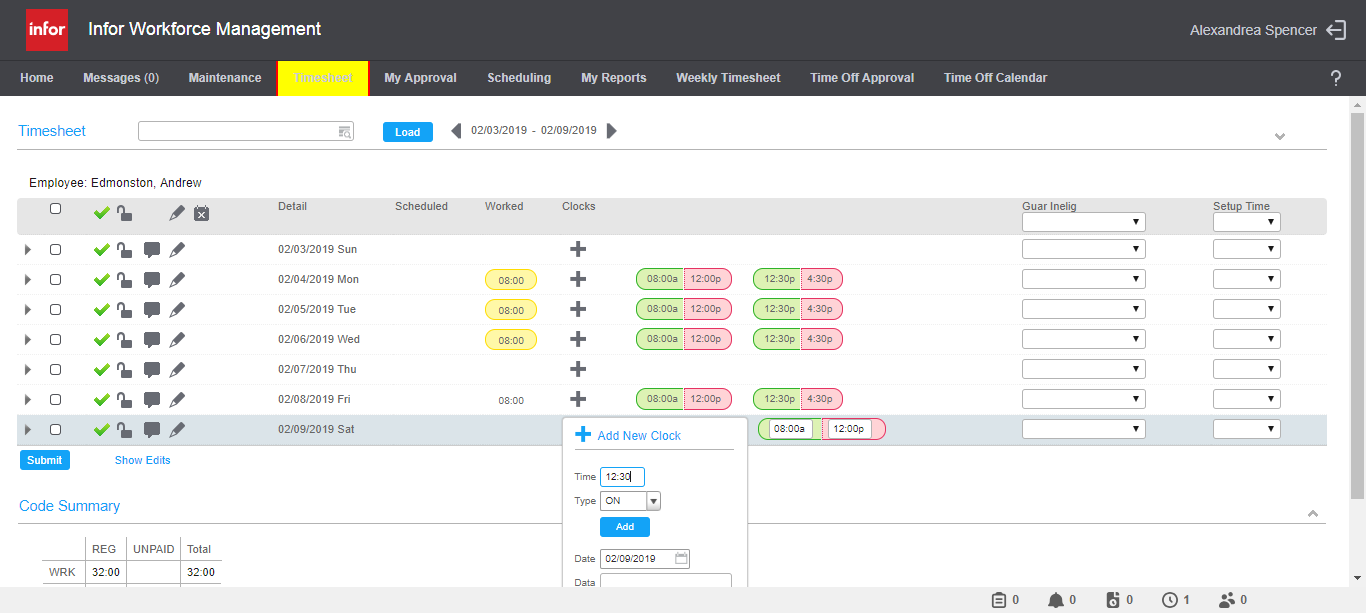 infor Infor Workforce Management Alexandrea Spencer
Home Messages (0) Maintenance Timesheet My Approval Scheduling My Reports Weekly Timesheet Time Off Approval Time Off Calendar ?
Timesheet Load 02/03/2019 - 02/09/2019
Employee: Edmonston, Andrew
Detail Scheduled Worked Clocks Guar Inelig Setup Time
02/03/2019 Sun
02/04/2019 Mon 08:00 08:00a 12:00p 12:30p 4:30p
02/05/2019 Tue 08:00 08:00a 12:00p 12:30p 4:30p
02/06/2019 Wed 08:00 08:00a 12:00p 12:30p 4:30p
02/07/2019 Thu
02/08/2019 Fri 08:00 08:00a 12:00p 12:30p 4:30p
02/09/2019 Sat 08:00a 12:00p
Add New Clock
Submit Show Edits
Time 12:30
Type ON
Code Summary
Add
REG UNPAID Total
Date 02/09/2019
WRK 32:00 32:00
Data
0 0 0 1 0